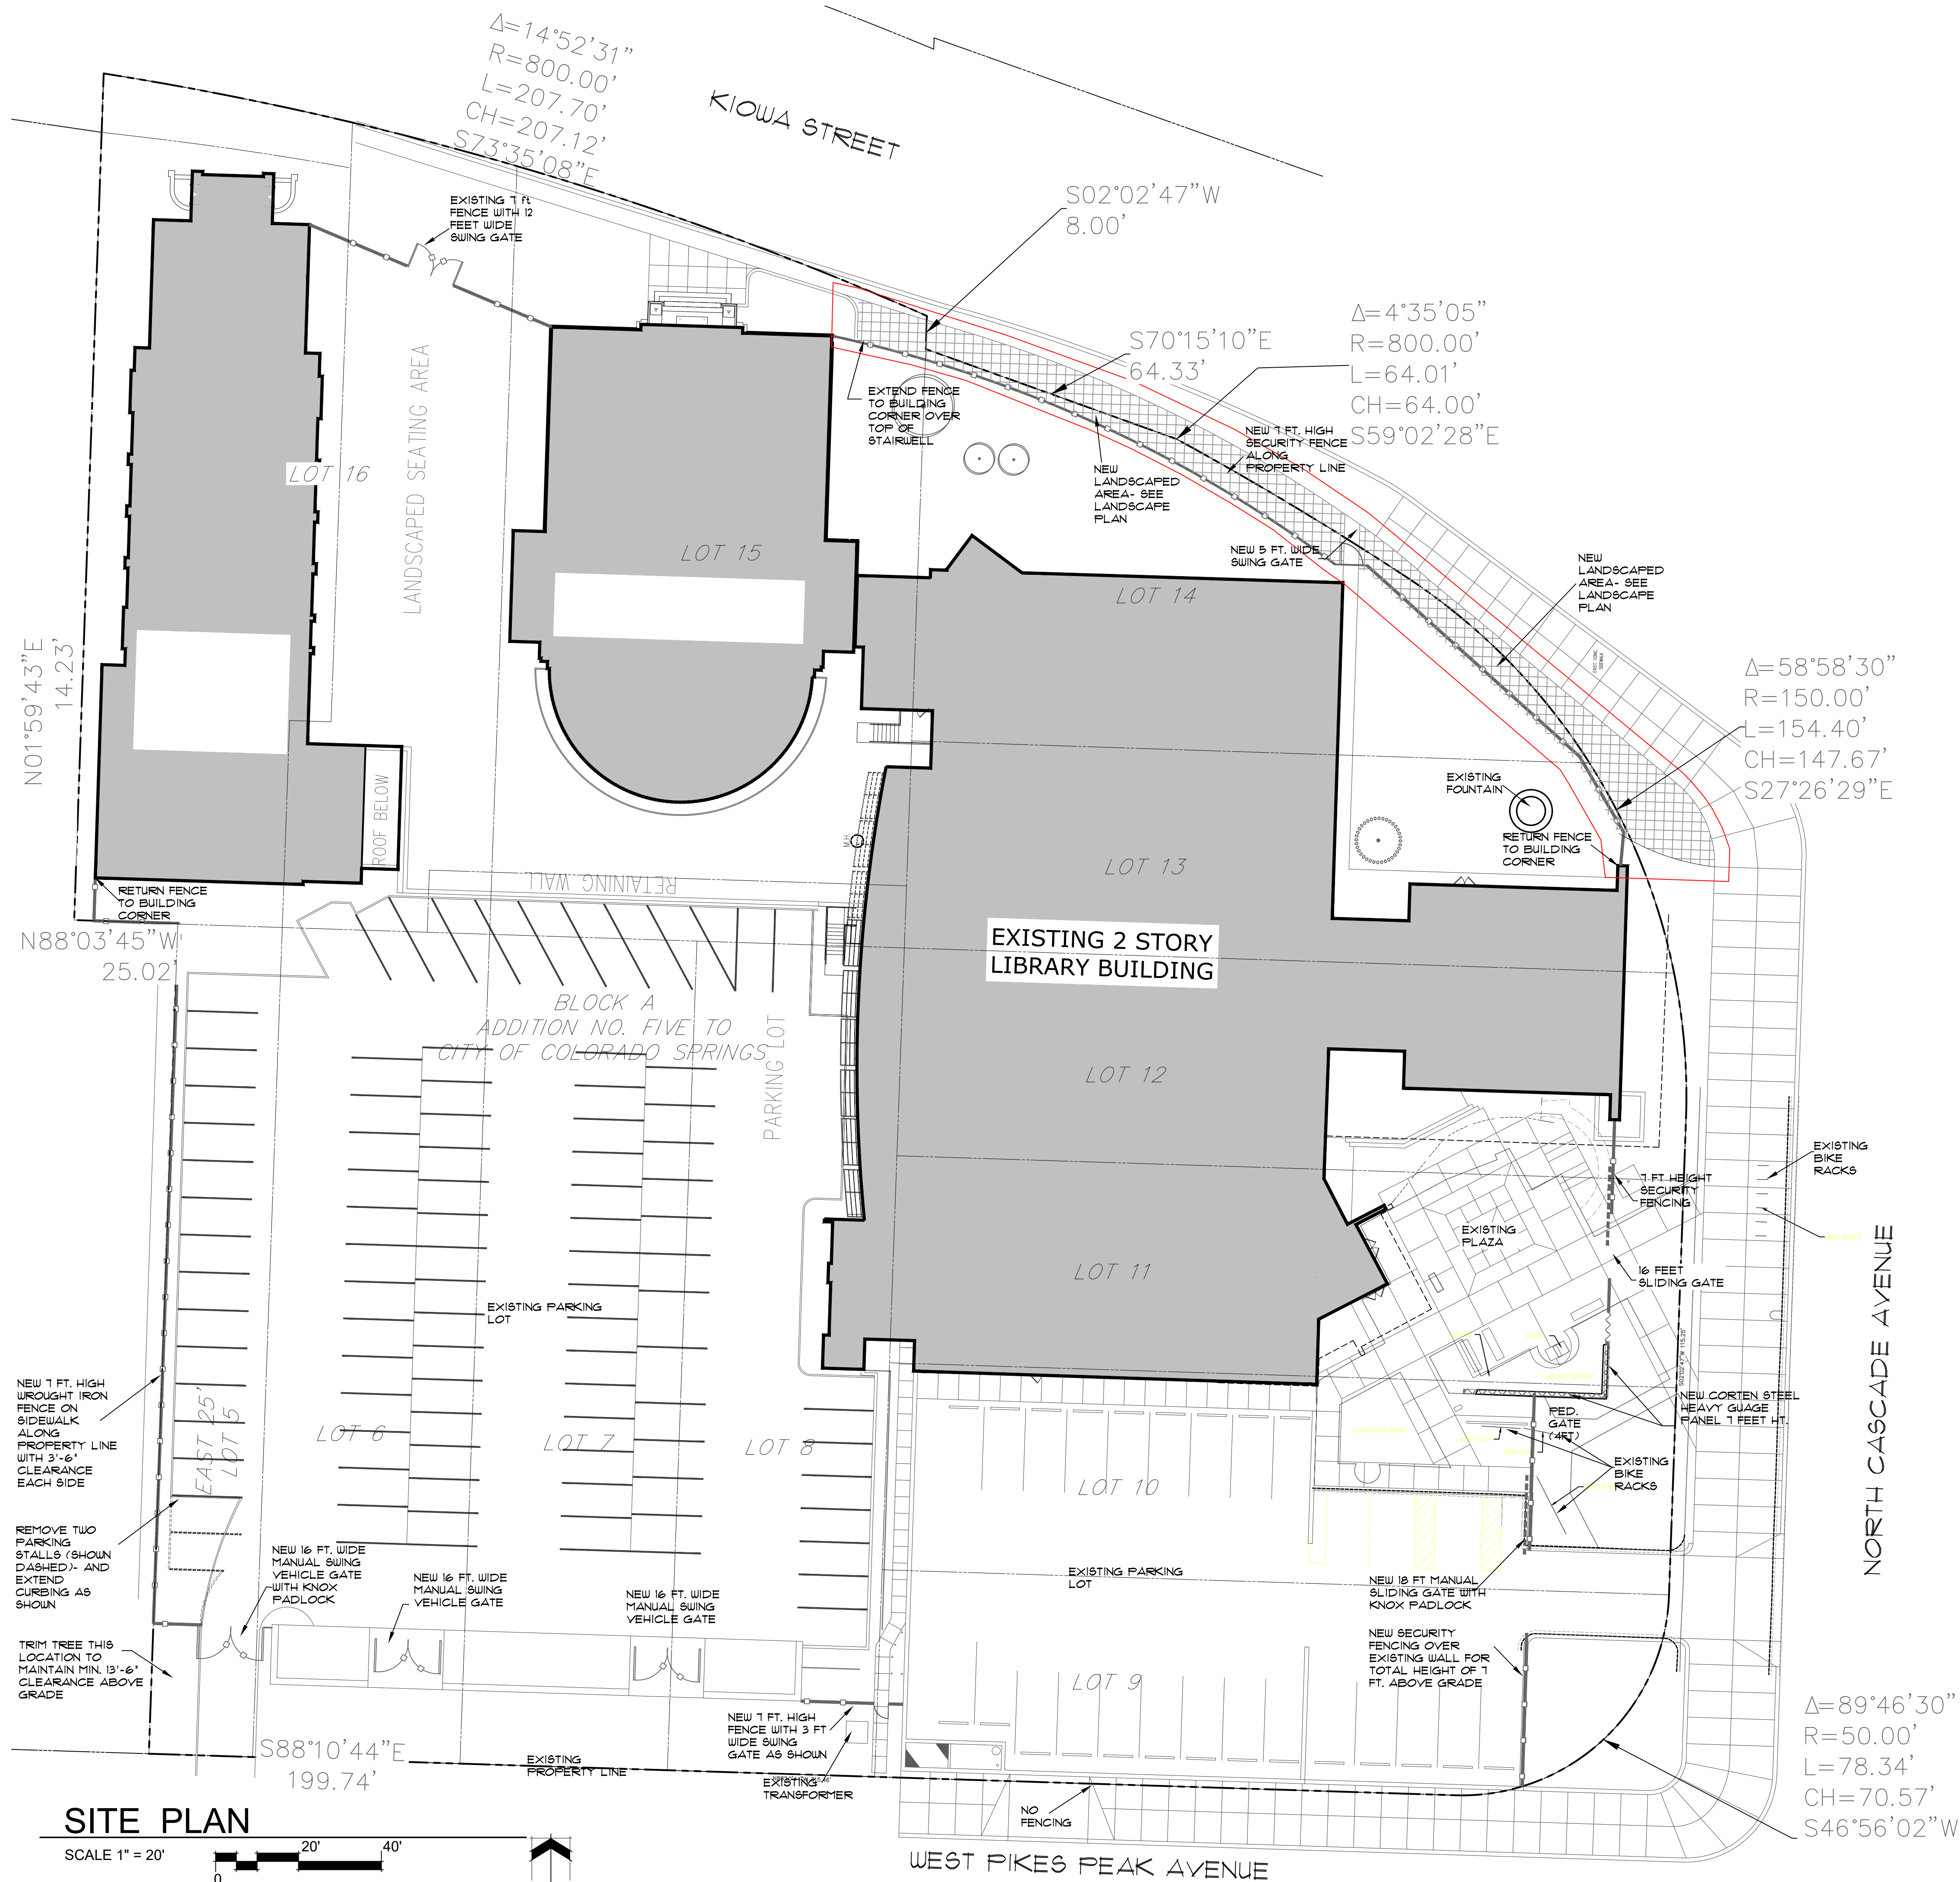 Δ=14°52'31"
R=800.00'
L=207.70'
CH=207.12'
S73°35'08"E
KIOWA STREET
S02°02'47"W
8.00'
EXISTING 7 ft
FENCE WITH 12
FEET WIDE
SWING GATE
Δ=4°35'05"
R=800.00'
L=64.01'
CH=64.00'
S59°02'28"E
S70°15'10"E
64.33'
EXTEND FENCE
TO BUILDING
CORNER OVER
TOP OF
STAIRWELL
NEW 7 FT. HIGH
SECURITY FENCE
ALONG
PROPERTY LINE
NEW
LANDSCAPED
AREA- SEE
LANDSCAPE
PLAN
LOT 16
LANDSCAPED SEATING AREA
LOT 15
LOT 14
NEW 5 FT. WIDE
SWING GATE
NEW
LANDSCAPED
AREA- SEE
LANDSCAPE
PLAN
EXIST. CONC.
SIDEWALK
N01°59'43"E
14.23'
Δ=58°58'30"
R=150.00'
L=154.40'
CH=147.67'
S27°26'29"E
EXISTING
FOUNTAIN
RETURN FENCE
TO BUILDING
CORNER
ROOF BELOW
M.H.
LOT 13
RETAINING WALL
RETURN FENCE
TO BUILDING
CORNER
N88°03'45"W
25.02'
EXISTING 2 STORY
LIBRARY BUILDING
BLOCK A
ADDITION NO. FIVE TO
CITY OF COLORADO SPRINGS
PARKING LOT
LOT 12
EXISTING
BIKE
RACKS
7 FT HEIGHT
SECURITY
FENCING
EXISTING
PLAZA
16 FEET
SLIDING GATE
NORTH CASCADE AVENUE
LOT 11
EXISTING PARKING
LOT
S02°02'47"W 115.25'
NEW 7 FT. HIGH
WROUGHT IRON
FENCE ON
SIDEWALK
ALONG
PROPERTY LINE
WITH 3'-6"
CLEARANCE
EACH SIDE
EAST 25'
LOT 5
LOT 6
LOT 7
LOT 8
NEW CORTEN STEEL
HEAVY GUAGE
PANEL 7 FEET HT.
PED.
GATE
(4FT)
EXISTING
BIKE
RACKS
LOT 10
REMOVE TWO
PARKING
STALLS (SHOWN
DASHED)- AND
EXTEND
CURBING AS
SHOWN
NEW 16 FT. WIDE
MANUAL SWING
VEHICLE GATE
WITH KNOX
PADLOCK
NEW 16 FT. WIDE
MANUAL SWING
VEHICLE GATE
NEW 16 FT. WIDE
MANUAL SWING
VEHICLE GATE
EXISTING PARKING
LOT
NEW 18 FT MANUAL
SLIDING GATE WITH
KNOX PADLOCK
TRIM TREE THIS
LOCATION TO
MAINTAIN MIN. 13'-6"
CLEARANCE ABOVE
GRADE
NEW SECURITY
FENCING OVER
EXISTING WALL FOR
TOTAL HEIGHT OF 7
FT. ABOVE GRADE
LOT 9
NEW 7 FT. HIGH
FENCE WITH 3 FT
WIDE SWING
GATE AS SHOWN
Δ=89°46'30"
R=50.00'
L=78.34'
CH=70.57'
S46°56'02"W
S88°10'44"E
199.74'
EXISTING
PROPERTY LINE
EXISTING
TRANSFORMER
NO
FENCING
SITE PLAN
SCALE 1" = 20'
0
20'
40'
WEST PIKES PEAK AVENUE